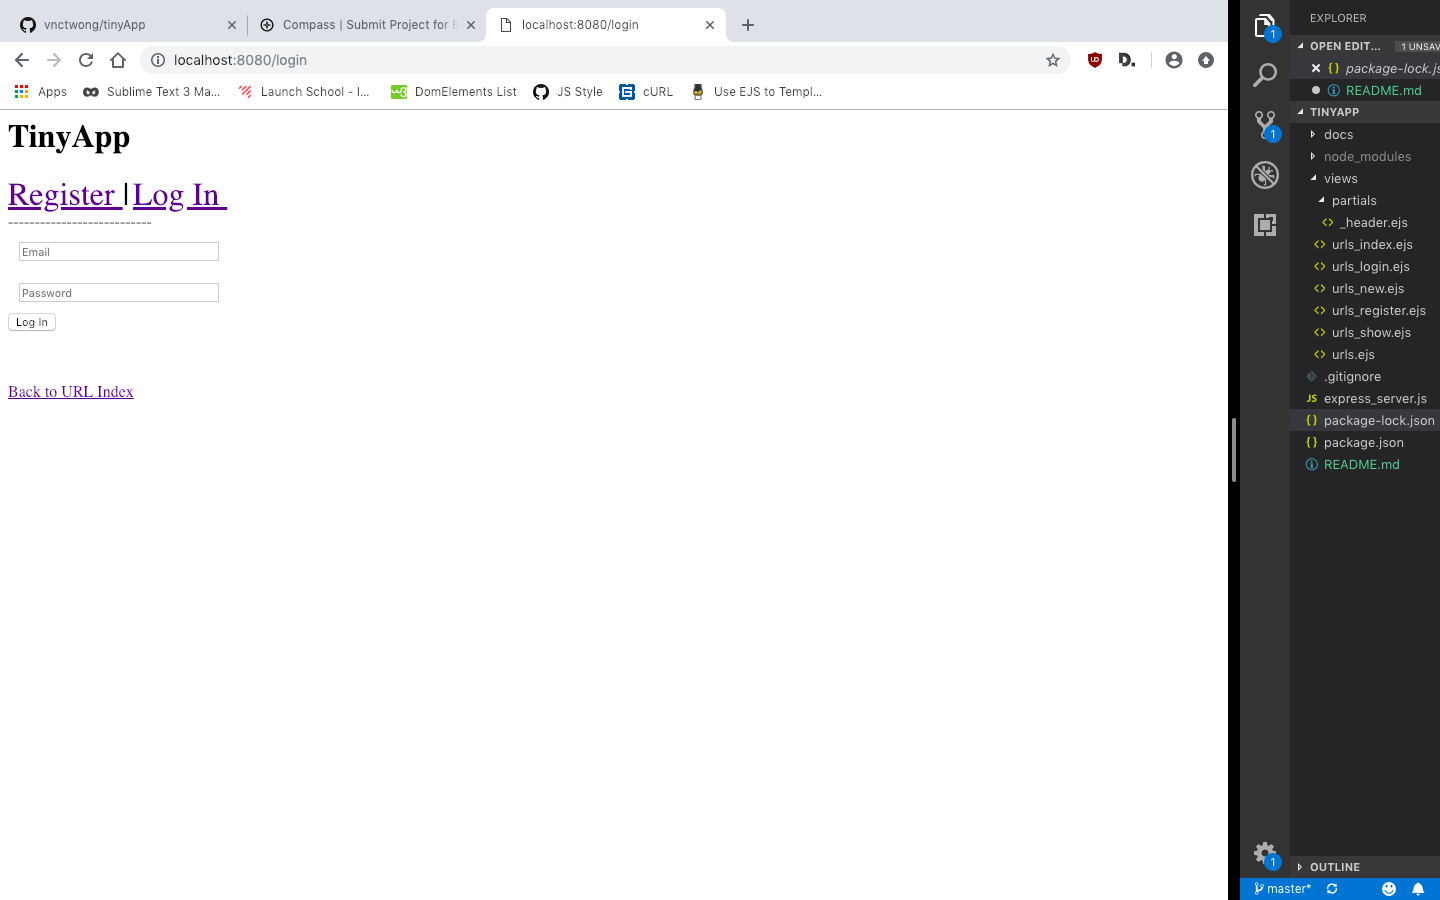 vnctwong/tinyApp
Compass | Submit Project for E
localhost:8080/login
localhost:8080/login
Apps
Sublime Text 3 Ma...
Launch School - I...
DomElements List
JS Style
cURL
Use EJS to Templ...
TinyApp
Register | Log In
---------------------------
Email
Password
Log In
Back to URL Index
EXPLORER
OPEN EDIT...
1 UNSAV
package-lock.js
README.md
TINYAPP
docs
node_modules
views
partials
_header.ejs
urls_index.ejs
urls_login.ejs
urls_new.ejs
urls_register.ejs
urls_show.ejs
urls.ejs
.gitignore
JS express_server.js
{} package-lock.json
{} package.json
README.md
OUTLINE
master*